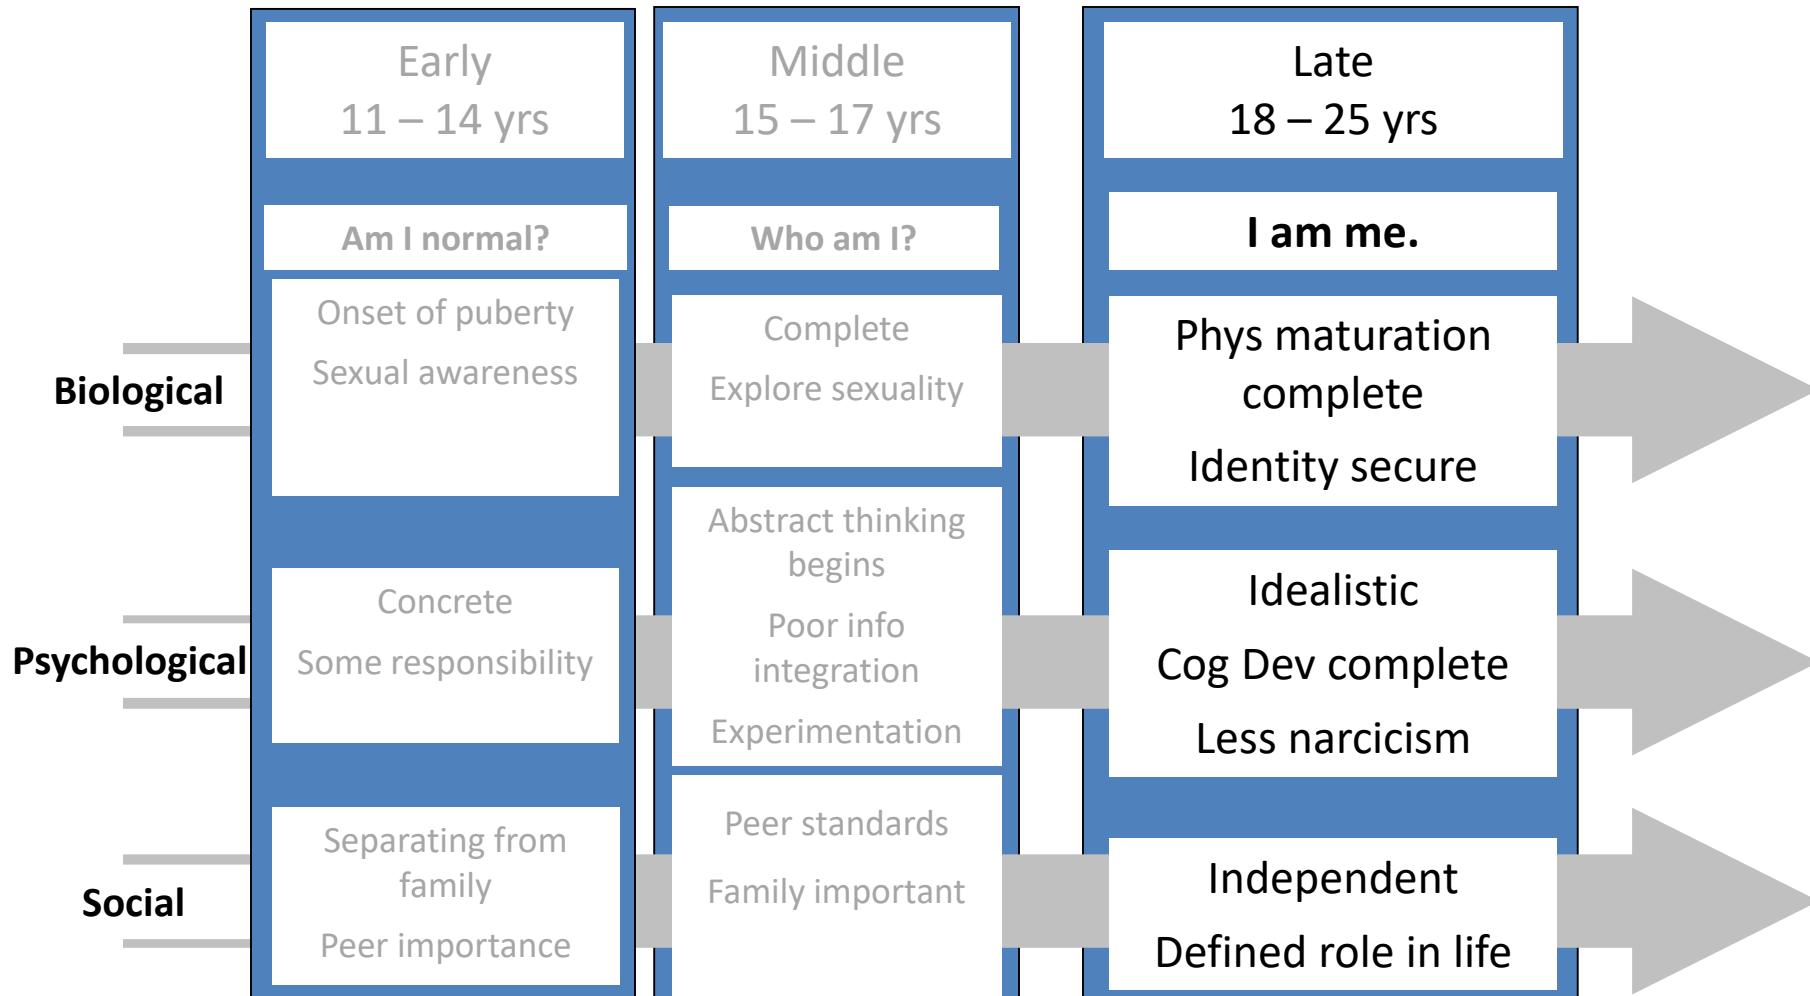 Early
11 – 14 yrs
Middle
15 – 17 yrs
Late
18 – 25 yrs
Am I normal?
Who am I?
I am me.
Biological
Onset of puberty
Sexual awareness
Complete
Explore sexuality
Phys maturation
complete
Identity secure
Psychological
Concrete
Some responsibility
Abstract thinking
begins
Poor info
integration
Experimentation
Idealistic
Cog Dev complete
Less narcicism
Social
Separating from
family
Peer importance
Peer standards
Family important
Independent
Defined role in life